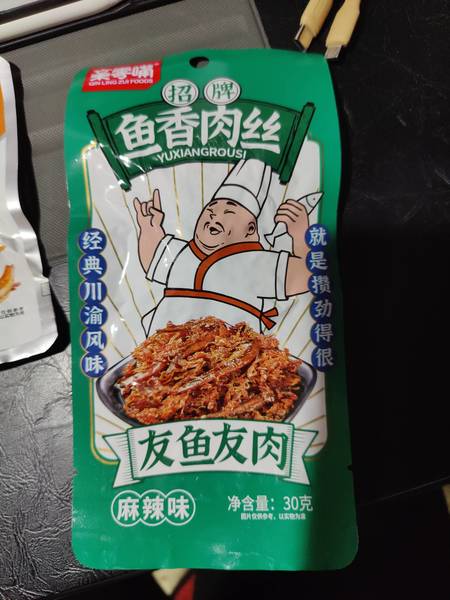 亲零嘴®
QIN LING ZUI FOODS
招牌
鱼香肉丝
YUXIANGROUSI
经典川渝风味
就是攒劲得很
友鱼友肉
麻辣味
净含量：30克
图片仅供参考，以实物为准